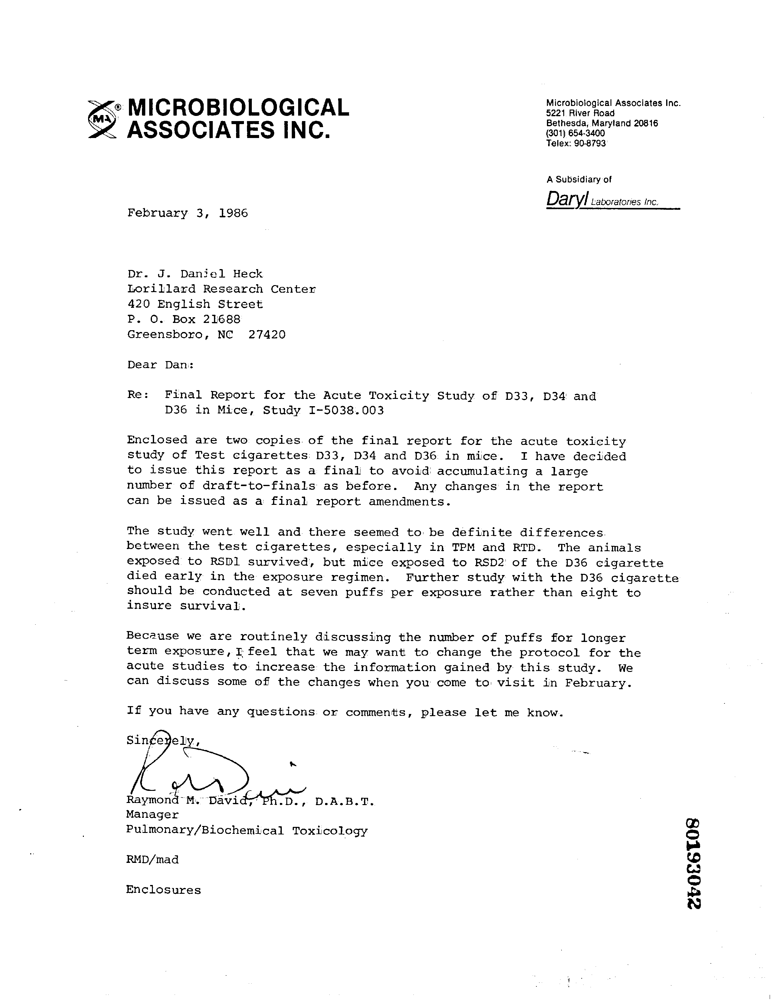 MA
®
MICROBIOLOGICAL
ASSOCIATES INC.
Microbiological Associates Inc.
5221 River Road
Bethesda, Maryland 20816
(301) 654-3400
Telex: 90-8793
A Subsidiary of
Daryl Laboratories Inc.
February 3, 1986
Dr. J. Daniel Heck
Lorillard Research Center
420 English Street
P. O. Box 21688
Greensboro, NC 27420
Dear Dan:
Re: Final Report for the Acute Toxicity Study of D33, D34 and
D36 in Mice, Study I-5038.003
Enclosed are two copies of the final report for the acute toxicity
study of Test cigarettes D33, D34 and D36 in mice. I have decided
to issue this report as a final to avoid accumulating a large
number of draft-to-finals as before. Any changes in the report
can be issued as a final report amendments.
The study went well and there seemed to be definite differences
between the test cigarettes, especially in TPM and RTD. The animals
exposed to RSD1 survived, but mice exposed to RSD2 of the D36 cigarette
died early in the exposure regimen. Further study with the D36 cigarette
should be conducted at seven puffs per exposure rather than eight to
insure survival.
Because we are routinely discussing the number of puffs for longer
term exposure, I feel that we may want to change the protocol for the
acute studies to increase the information gained by this study. We
can discuss some of the changes when you come to visit in February.
If you have any questions or comments, please let me know.
Sincerely,
Raymond M. David, Ph.D., D.A.B.T.
Manager
Pulmonary/Biochemical Toxicology
RMD/mad
Enclosures
80193042